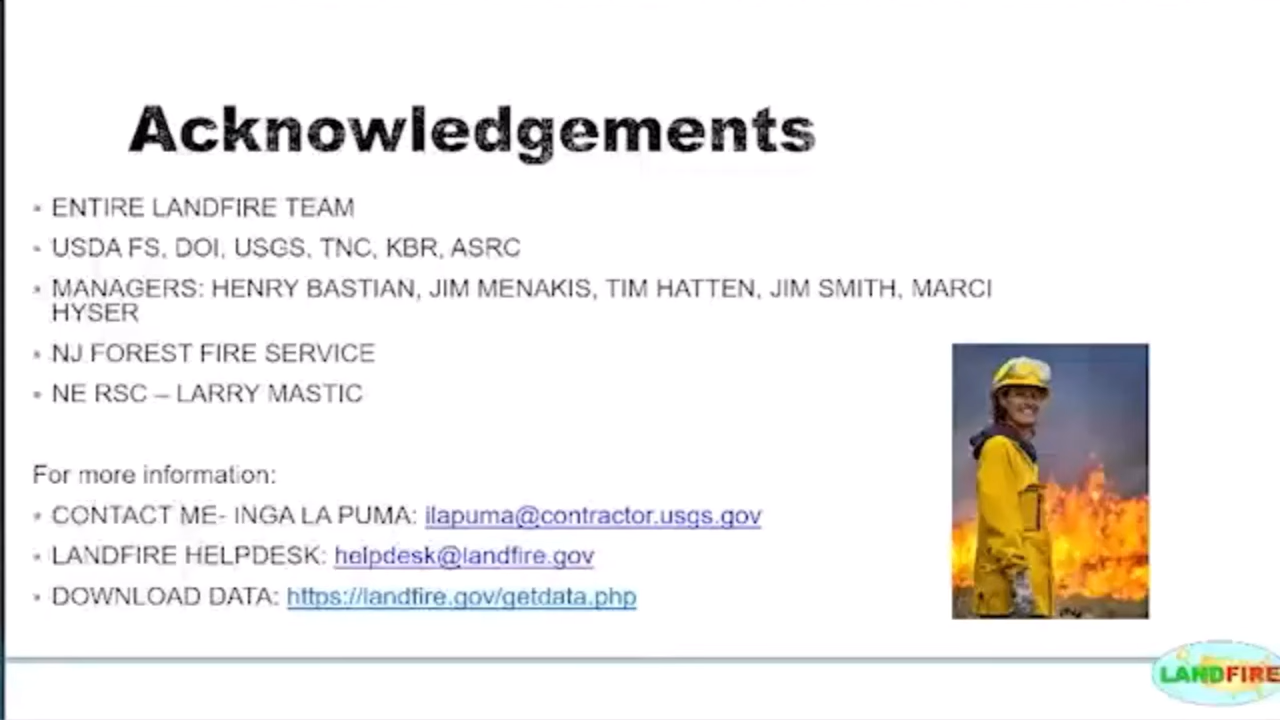 Acknowledgements
ENTIRE LANDFIRE TEAM
USDA FS, DOI, USGS, TNC, KBR, ASRC
MANAGERS: HENRY BASTIAN, JIM MENAKIS, TIM HATTEN, JIM SMITH, MARCI
HYSER
NJ FOREST FIRE SERVICE
NE RSC – LARRY MASTIC
For more information:
CONTACT ME- INGA LA PUMA: ilapuma@contractor.usgs.gov
LANDFIRE HELPDESK: helpdesk@landfire.gov
DOWNLOAD DATA: https://landfire.gov/getdata.php
LANDFIRE